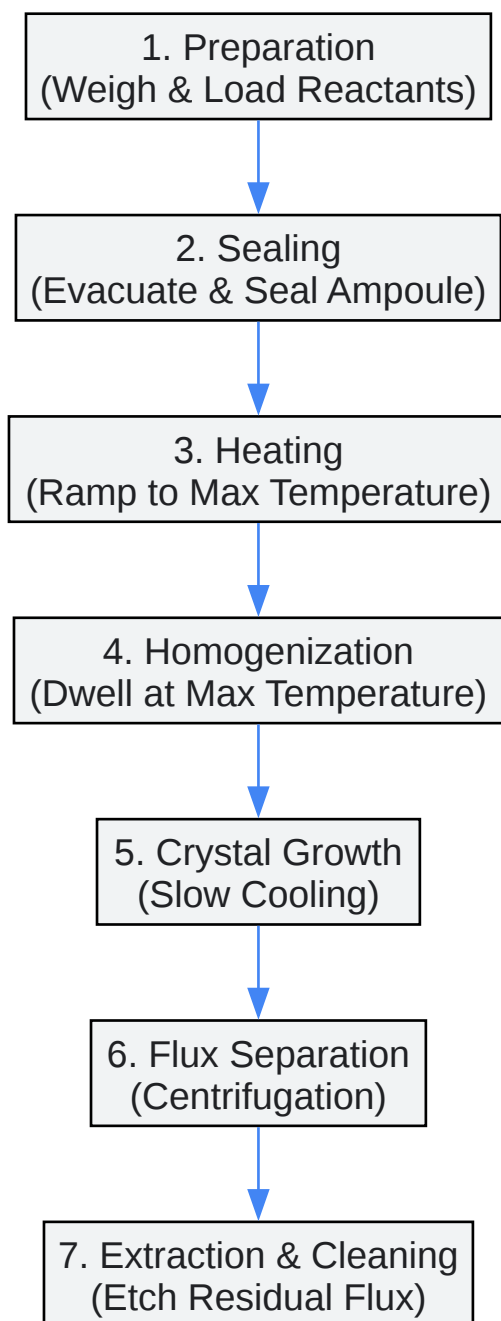 1. Preparation
(Weigh & Load Reactants)
2. Sealing
(Evacuate & Seal Ampoule)
3. Heating
(Ramp to Max Temperature)
4. Homogenization
(Dwell at Max Temperature)
5. Crystal Growth
(Slow Cooling)
6. Flux Separation
(Centrifugation)
7. Extraction & Cleaning
(Etch Residual Flux)